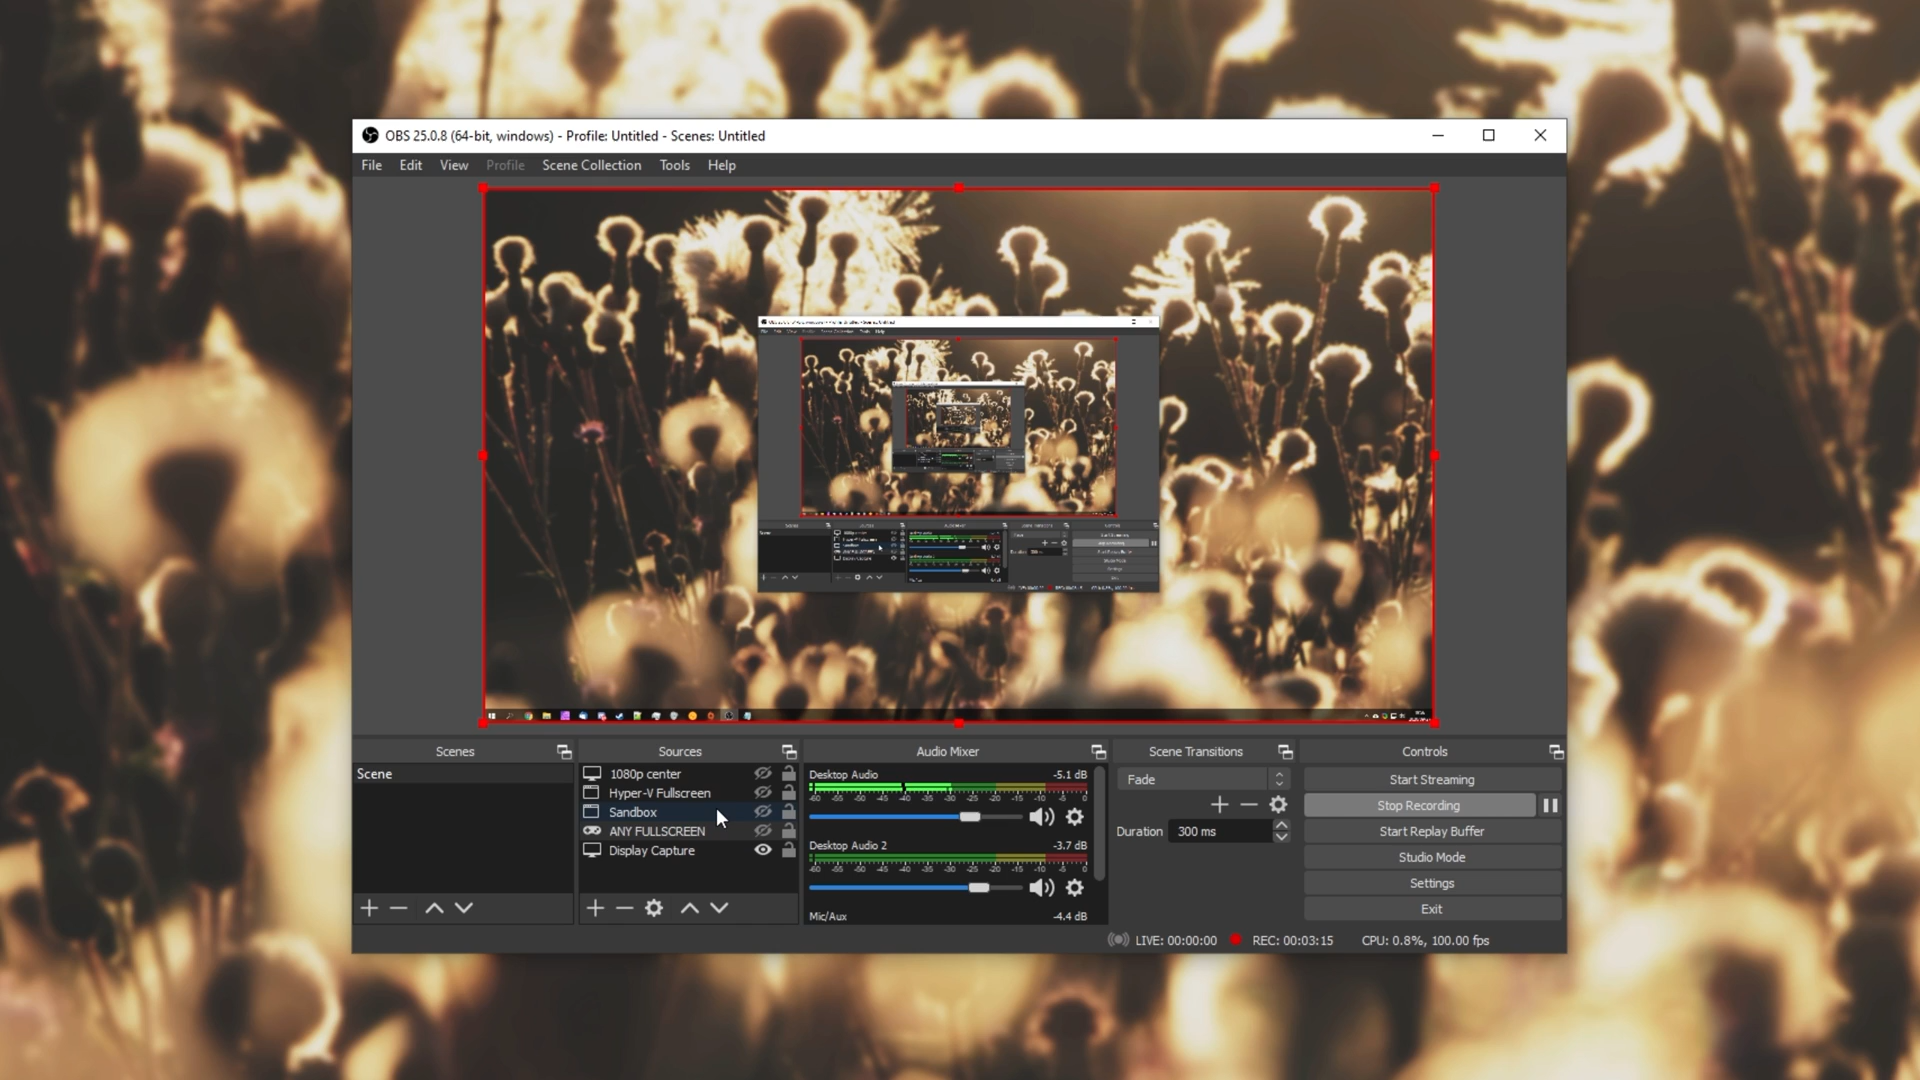 OBS 25.0.8 (64-bit, windows) - Profile: Untitled - Scenes: Untitled
File Edit View Profile Scene Collection Tools Help
Scenes
Scene
Sources
1080p center
Hyper-V Fullscreen
Sandbox
ANY FULLSCREEN
Display Capture
Audio Mixer
Desktop Audio -5.1 dB
-60 -55 -50 -45 -40 -35 -30 -25 -20 -15 -10 -5 0
Desktop Audio 2 -3.7 dB
-60 -55 -50 -45 -40 -35 -30 -25 -20 -15 -10 -5 0
Mic/Aux -4.4 dB
Scene Transitions
Fade
Duration 300 ms
Controls
Start Streaming
Stop Recording
Start Replay Buffer
Studio Mode
Settings
Exit
LIVE: 00:00:00 REC: 00:03:15 CPU: 0.8%, 100.00 fps